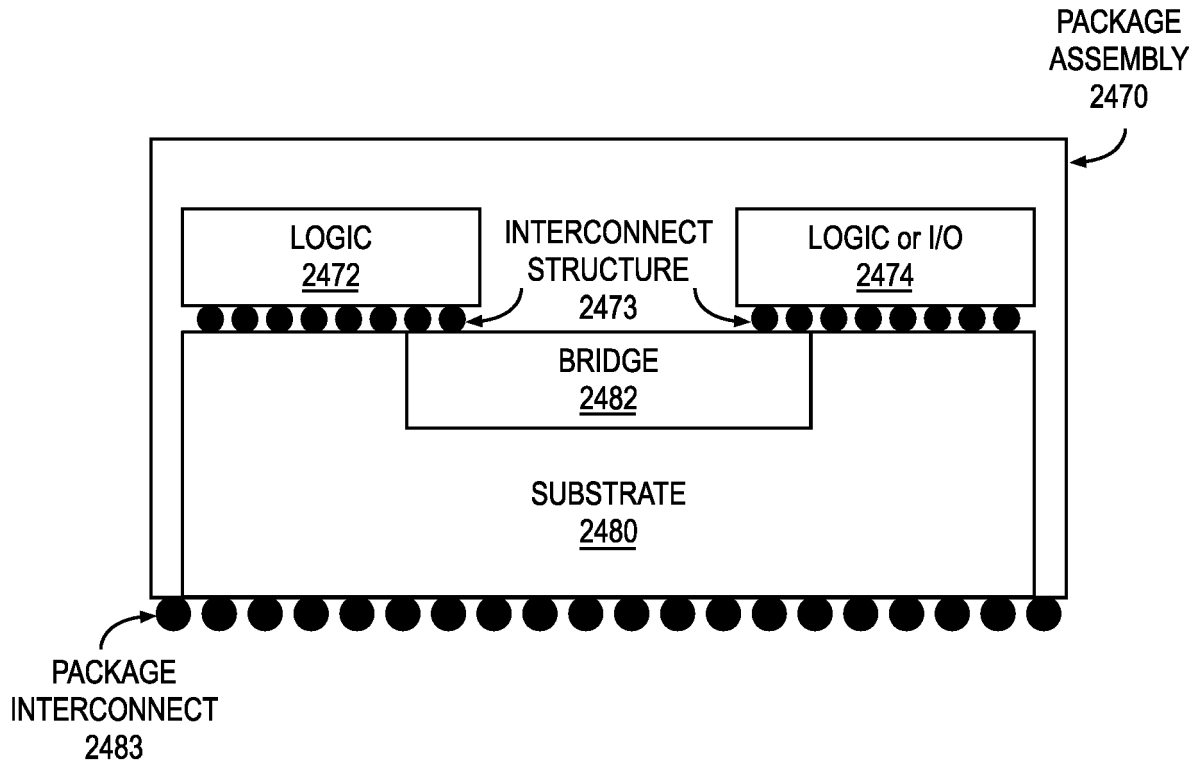 PACKAGE
ASSEMBLY
2470
LOGIC
2472
INTERCONNECT
STRUCTURE
2473
LOGIC or I/O
2474
BRIDGE
2482
SUBSTRATE
2480
PACKAGE
INTERCONNECT
2483